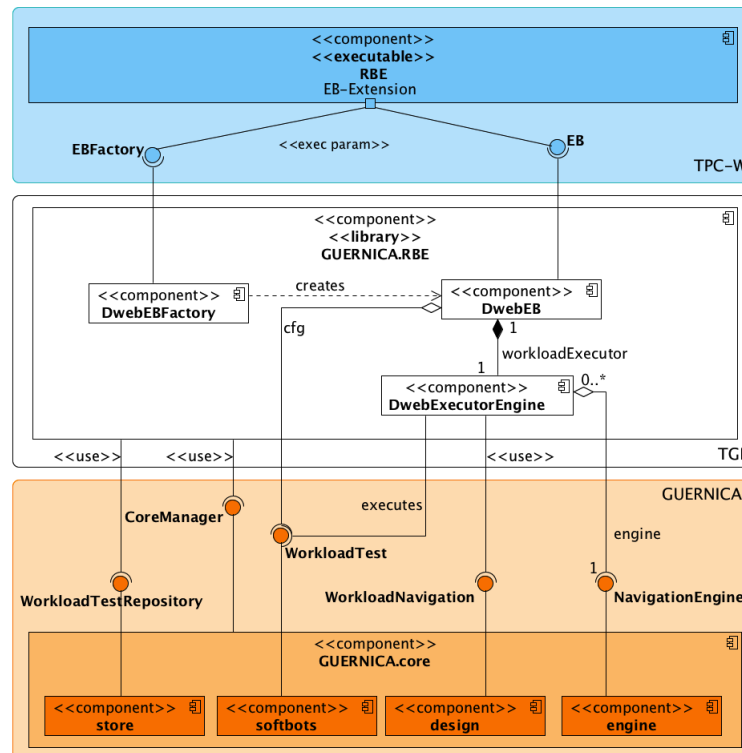 <<component>>
<<executable>>
RBE
EB-Extension
EBFactory
<<exec param>>
EB
TPC-W
<<component>>
<<library>>
GUERNICA.RBE
<<component>>
DwebEBFactory
creates
<<component>>
DwebEB
cfg
1
workloadExecutor
1
<<component>>
DwebExecutorEngine
0..*
<<use>>
<<use>>
<<use>>
GUERNICA
CoreManager
executes
WorkloadTest
engine
1
WorkloadTestRepository
WorkloadNavigation
NavigationEngine
<<component>>
GUERNICA.core
<<component>>
store
<<component>>
softbots
<<component>>
design
<<component>>
engine